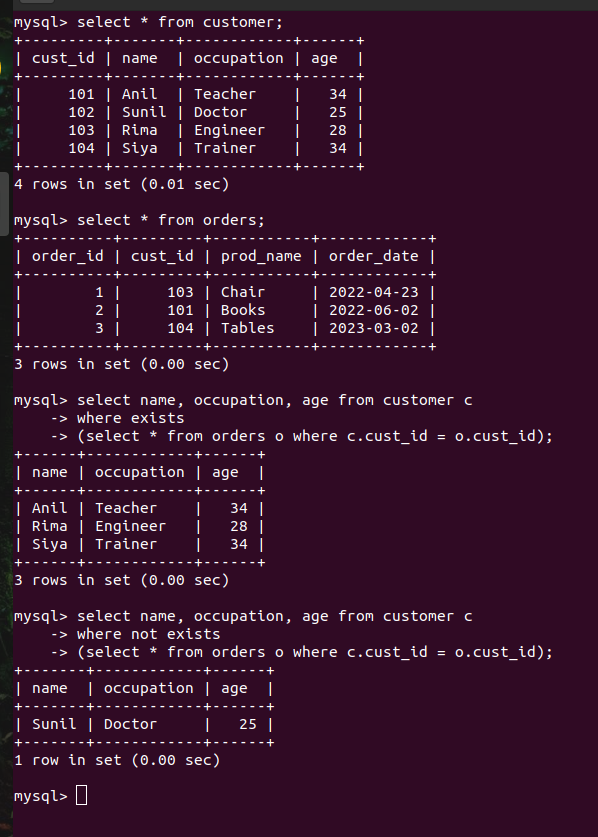 mysql> select * from customer;
+---------+-------+------------+------+
| cust_id | name  | occupation | age  |
+---------+-------+------------+------+
|     101 | Anil  | Teacher    |   34 |
|     102 | Sunil | Doctor     |   25 |
|     103 | Rima  | Engineer   |   28 |
|     104 | Siya  | Trainer    |   34 |
+---------+-------+------------+------+
4 rows in set (0.01 sec)

mysql> select * from orders;
+----------+---------+-----------+------------+
| order_id | cust_id | prod_name | order_date |
+----------+---------+-----------+------------+
|        1 |     103 | Chair     | 2022-04-23 |
|        2 |     101 | Books     | 2022-06-02 |
|        3 |     104 | Tables    | 2023-03-02 |
+----------+---------+-----------+------------+
3 rows in set (0.00 sec)

mysql> select name, occupation, age from customer c
    -> where exists
    -> (select * from orders o where c.cust_id = o.cust_id);
+------+------------+------+
| name | occupation | age  |
+------+------------+------+
| Anil | Teacher    |   34 |
| Rima | Engineer   |   28 |
| Siya | Trainer    |   34 |
+------+------------+------+
3 rows in set (0.00 sec)

mysql> select name, occupation, age from customer c
    -> where not exists
    -> (select * from orders o where c.cust_id = o.cust_id);
+-------+------------+------+
| name  | occupation | age  |
+-------+------------+------+
| Sunil | Doctor     |   25 |
+-------+------------+------+
1 row in set (0.00 sec)

mysql>